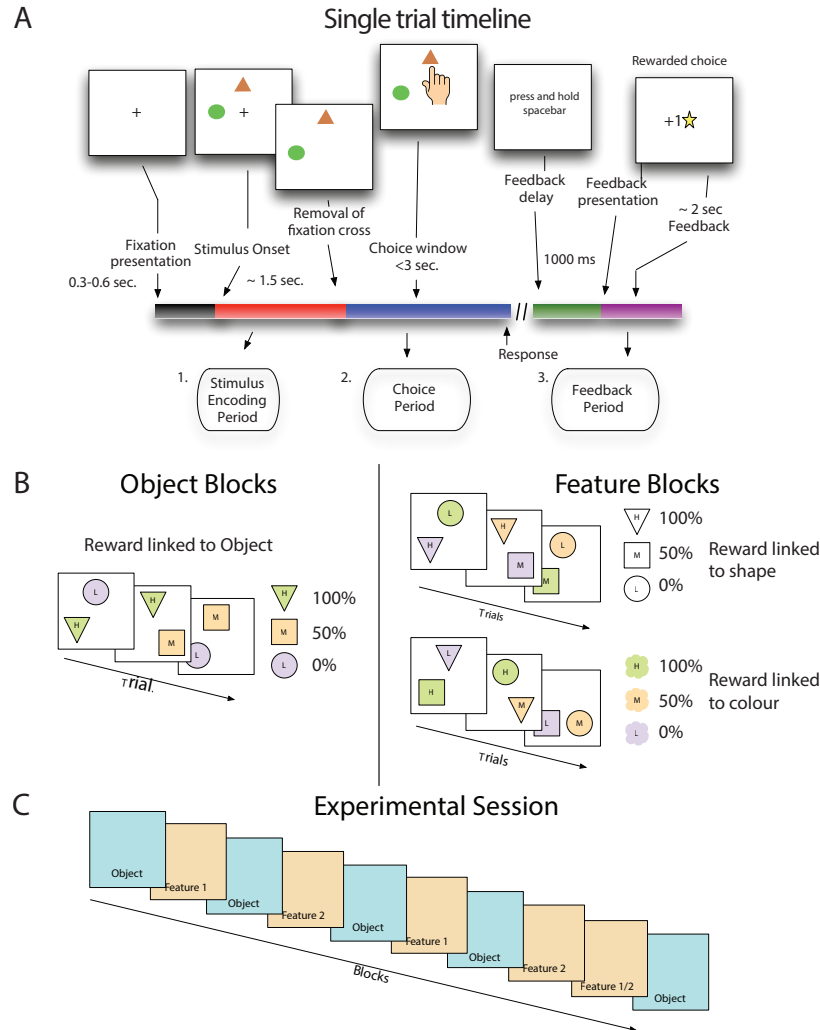 A
Single trial timeline
Rewarded choice
+
+
press and hold
spacebar
+1
Fixation
presentation
0.3-0.6 sec.
Stimulus Onset
~ 1.5 sec.
Removal of
fixation cross
Choice window
<3 sec.
Feedback
delay
1000 ms
Feedback
presentation
~ 2 sec
Feedback
//
Response
1.
Stimulus
Encoding
Period
2.
Choice
Period
3.
Feedback
Period
B
Object Blocks
Reward linked to Object
L
H
H
M
M
L
H
100%
M
50%
L
0%
Trial.
Feature Blocks
L
H
H
M
L
M
H
100%
M
50%
L
0%
Reward linked
to shape
Trials
L
H
H
M
L
M
H
100%
M
50%
L
0%
Reward linked
to colour
Trials
C
Experimental Session
Object
Feature 1
Object
Feature 2
Object
Feature 1
Object
Feature 2
Feature 1/2
Object
Blocks